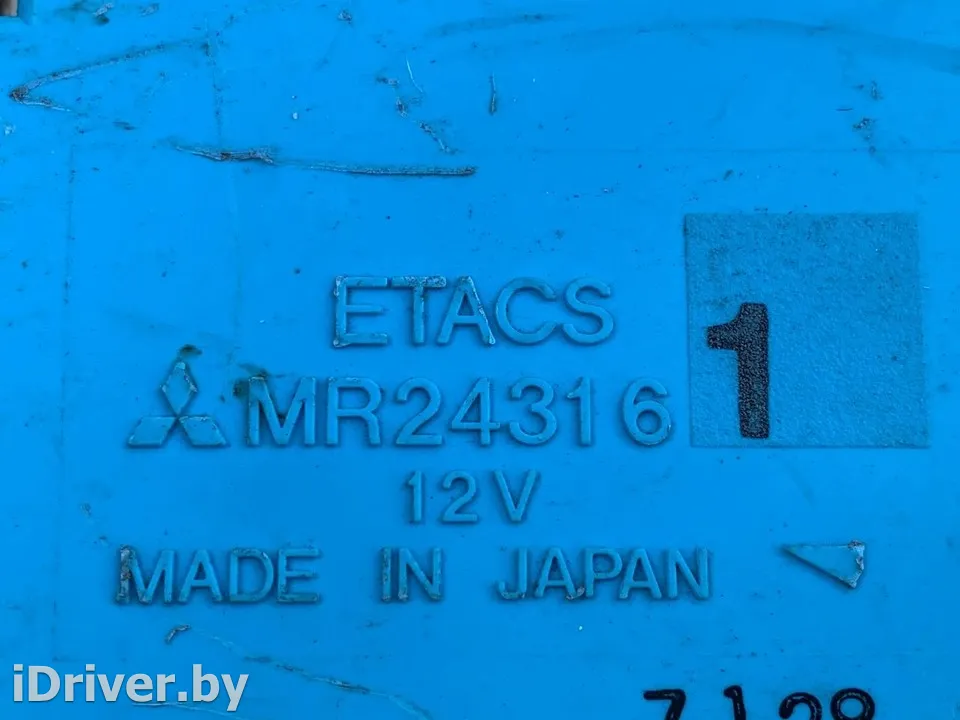 ETACS
MR24316 1
12V
MADE IN JAPAN
iDriver.by